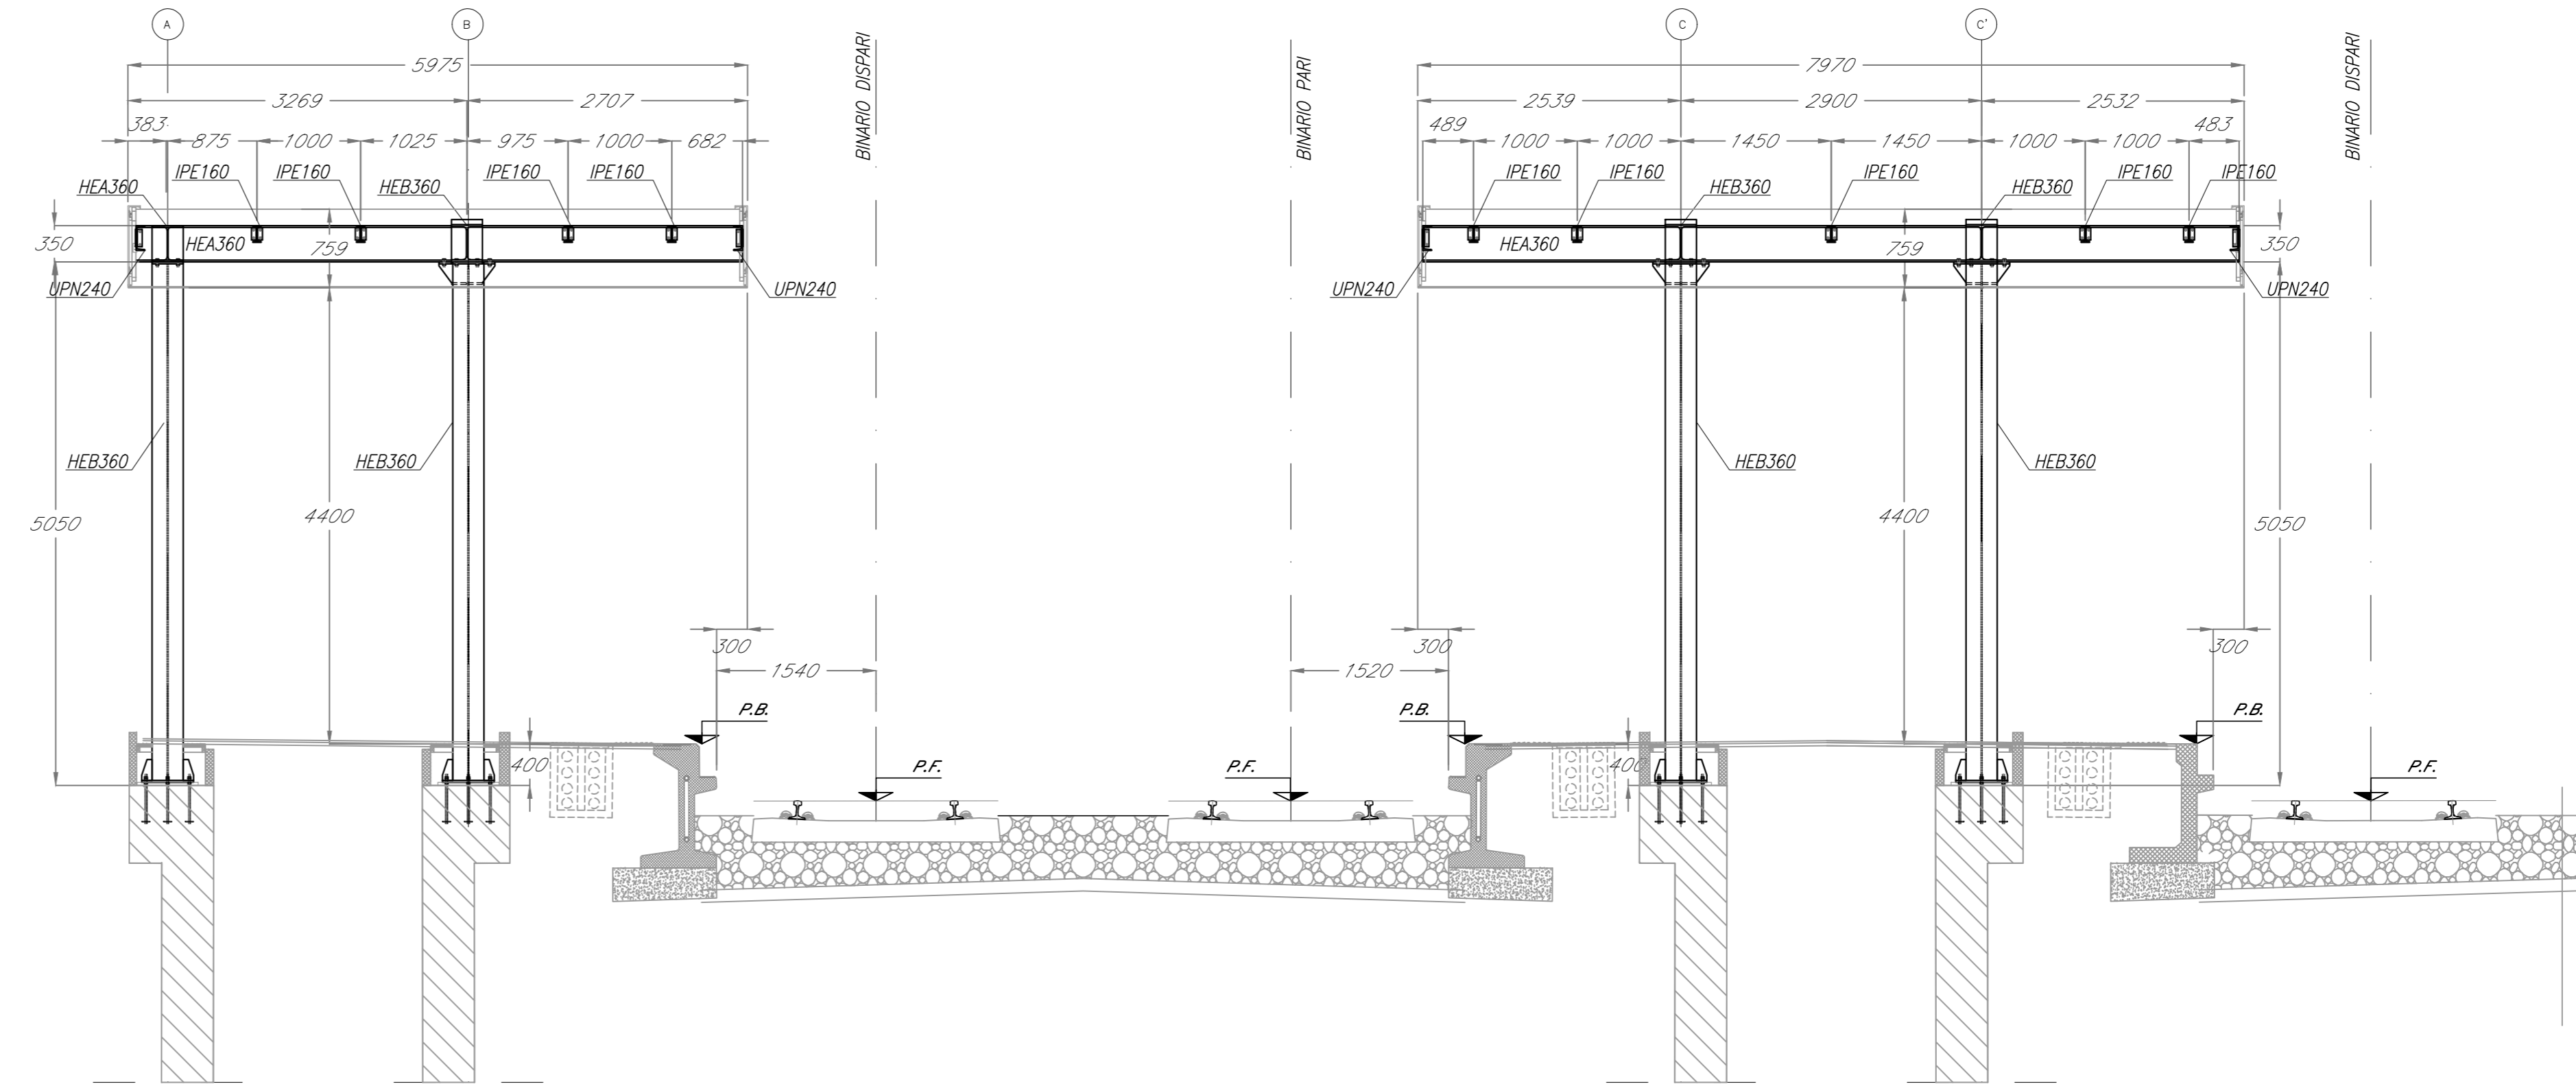 A
B
C
C'
BINARIO DISPARI
BINARIO PARI
BINARIO DISPARI
5975
7970
3269
2707
2539
2900
2532
383
875
1000
1025
975
1000
682
489
1000
1000
1450
1450
1000
1000
483
HEA360
IPE160
IPE160
HEB360
IPE160
IPE160
IPE160
IPE160
HEB360
IPE160
HEB360
IPE160
IPE160
350
HEA360
759
HEA360
759
350
UPN240
UPN240
UPN240
UPN240
HEB360
HEB360
HEB360
HEB360
5050
4400
4400
5050
300
300
300
1540
1520
P.B.
P.B.
P.B.
400
P.F.
P.F.
400
P.F.